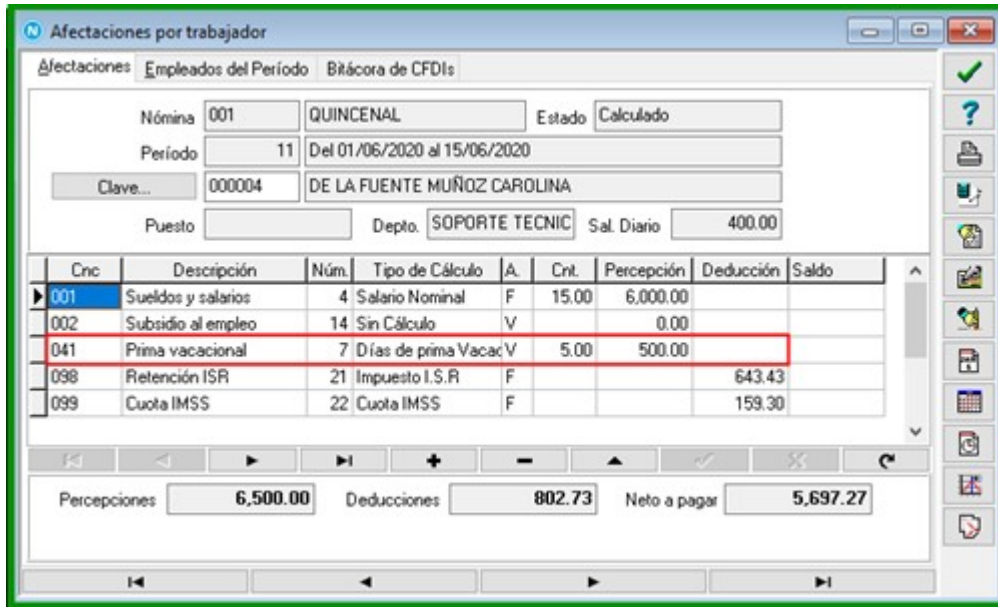 Afectaciones por trabajador
Afectaciones Empleados del Período Bitácora de CFDIs
Nómina 001 QUINCENAL Estado Calculado
Período 11 Del 01/06/2020 al 15/06/2020
Clave... 000004 DE LA FUENTE MUÑOZ CAROLINA
Puesto Depto. SOPORTE TECNIC Sal. Diario 400.00
Cnc Descripción Núm. Tipo de Cálculo A. Cnt. Percepción Deducción Saldo
001 Sueldos y salarios 4 Salario Nominal F 15.00 6,000.00
002 Subsidio al empleo 14 Sin Cálculo V 0.00
041 Prima vacacional 7 Días de prima Vacac V 5.00 500.00
098 Retención ISR 21 Impuesto I.S.R F 643.43
099 Cuota IMSS 22 Cuota IMSS F 159.30
Percepciones 6,500.00 Deducciones 802.73 Neto a pagar 5,697.27